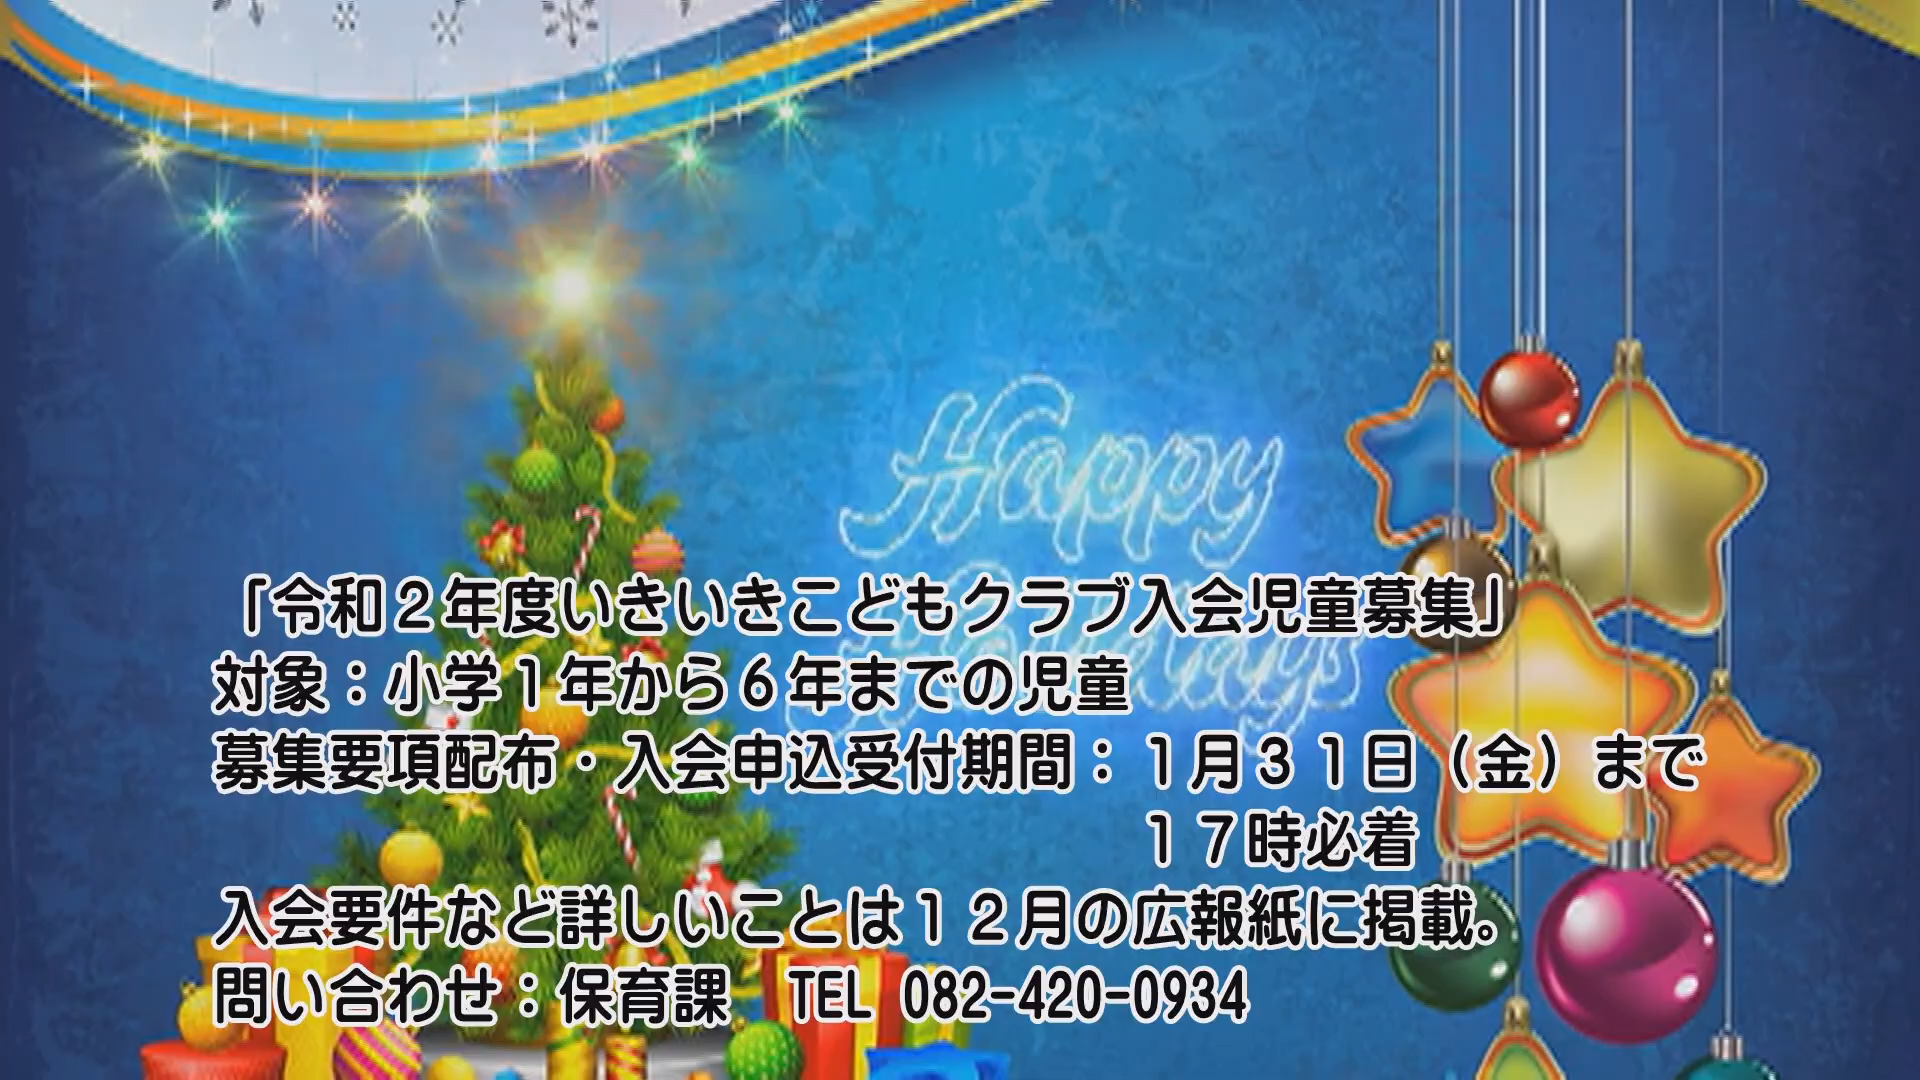 Happy
Holidays
「令和２年度いきいきこどもクラブ入会児童募集」
対象：小学１年から６年までの児童
募集要項配布・入会申込受付期間：１月３１日（金）まで
１７時必着
入会要件など詳しいことは１２月の広報紙に掲載。
問い合わせ：保育課　TEL 082-420-0934